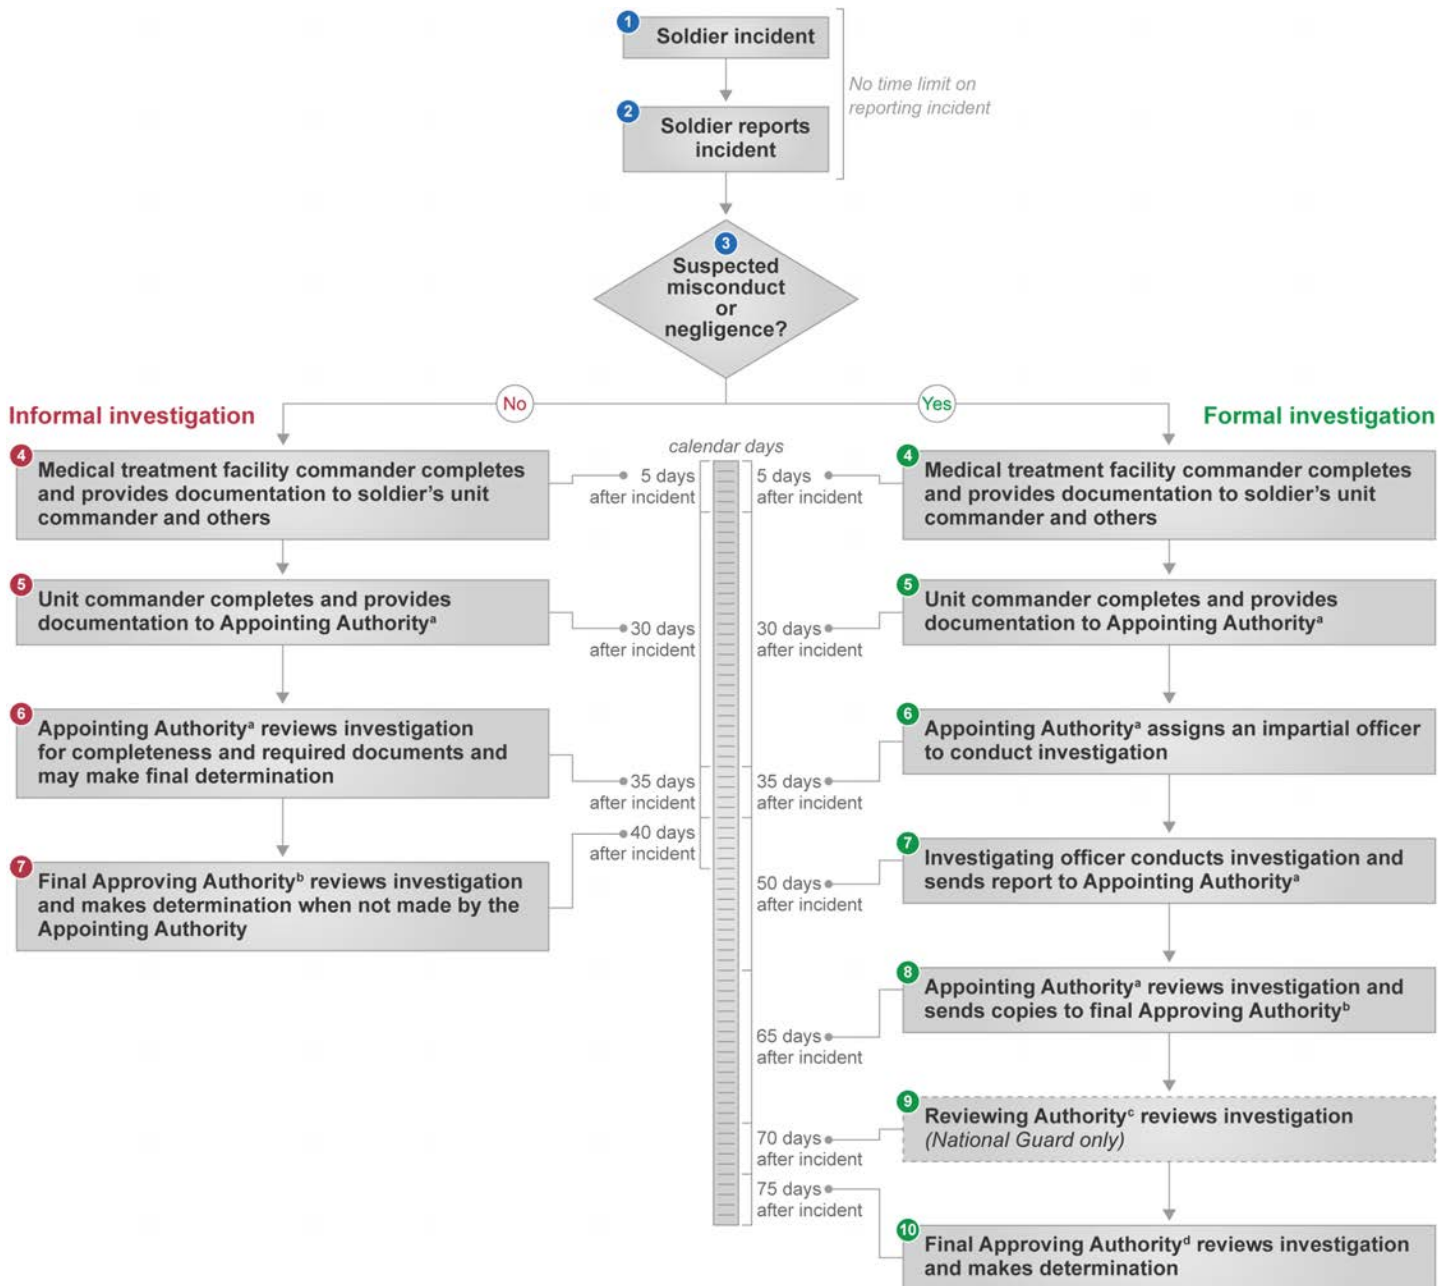 1
Soldier incident
No time limit on
reporting incident
2
Soldier reports
incident
3
Suspected
misconduct
or
negligence?
No
Yes
Informal investigation
Formal investigation
calendar days
4
Medical treatment facility commander completes
and provides documentation to soldier's unit
commander and others
5 days
after incident
5
Unit commander completes and provides
documentation to Appointing Authorityᵃ
30 days
after incident
6
Appointing Authorityᵃ reviews investigation
for completeness and required documents and
may make final determination
35 days
after incident
7
Final Approving Authorityᵇ reviews investigation
and makes determination when not made by the
Appointing Authority
40 days
after incident
4
Medical treatment facility commander completes
and provides documentation to soldier's unit
commander and others
5 days
after incident
5
Unit commander completes and provides
documentation to Appointing Authorityᵃ
30 days
after incident
6
Appointing Authorityᵃ assigns an impartial officer
to conduct investigation
35 days
after incident
7
Investigating officer conducts investigation and
sends report to Appointing Authorityᵃ
50 days
after incident
8
Appointing Authorityᵃ reviews investigation and
sends copies to final Approving Authorityᵇ
65 days
after incident
9
Reviewing Authorityᶜ reviews investigation
(National Guard only)
70 days
after incident
10
Final Approving Authorityᵈ reviews investigation
and makes determination
75 days
after incident